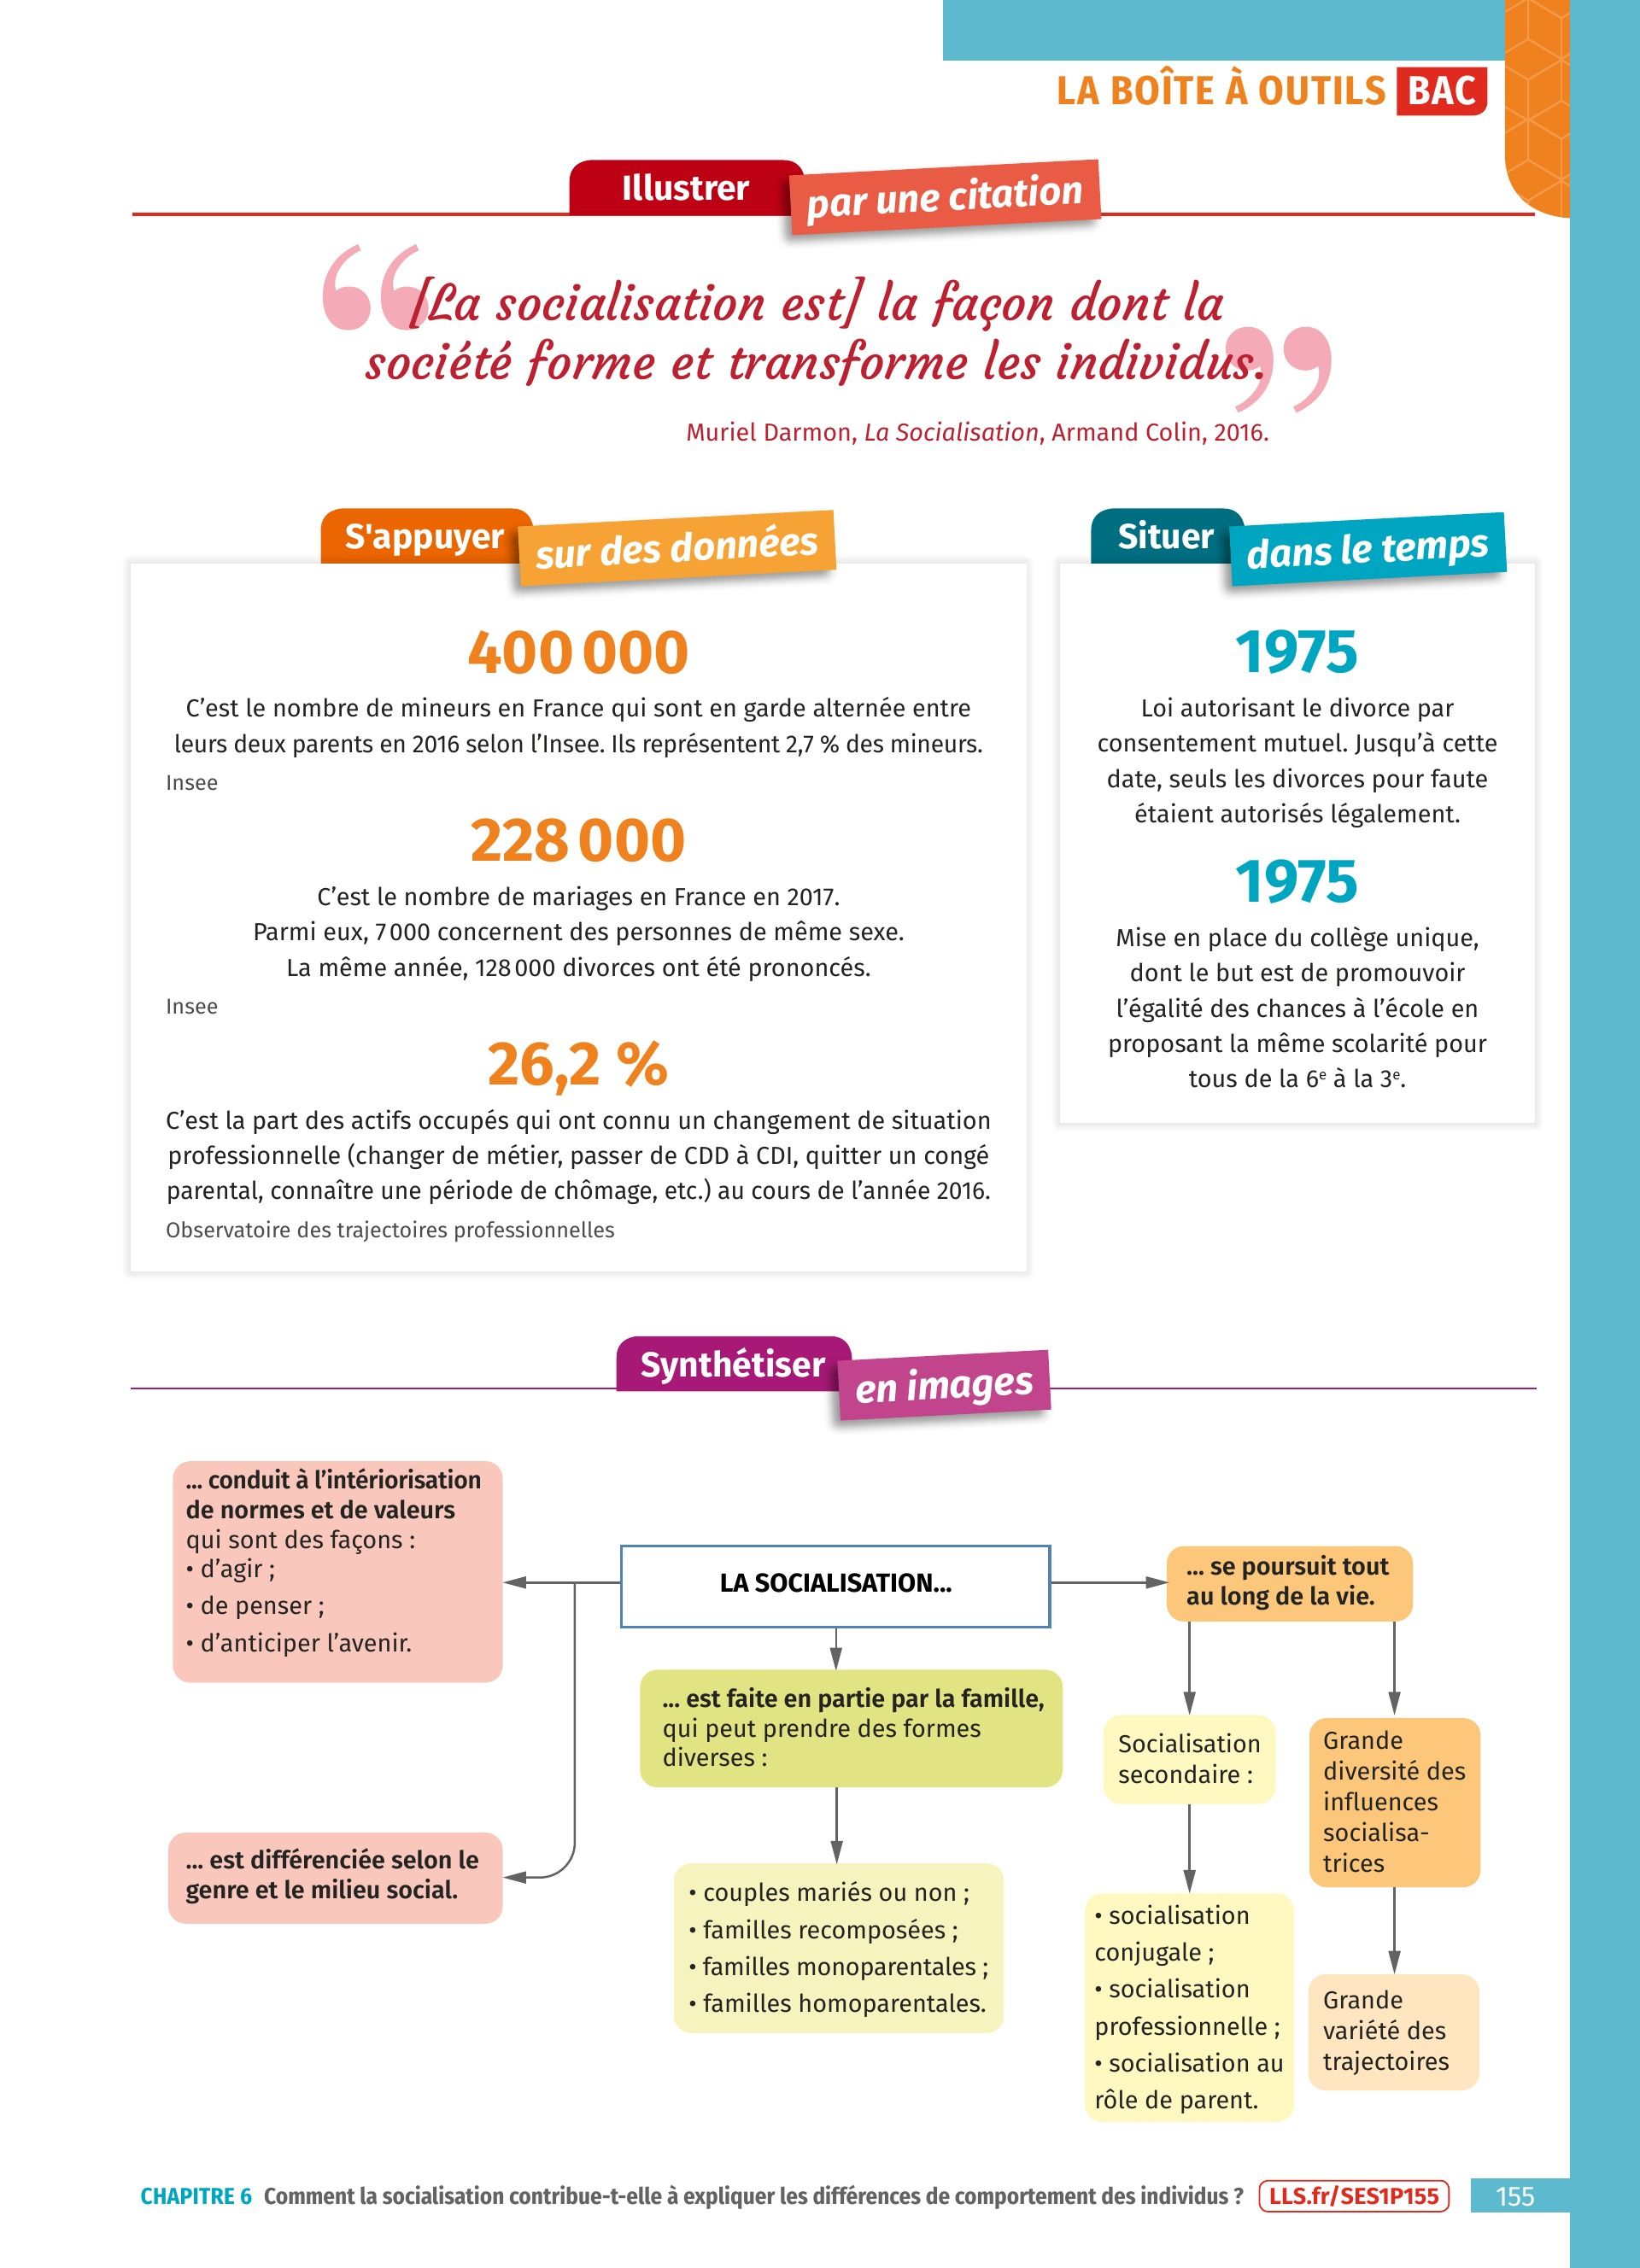 LA BOÎTE À OUTILS BAC
Illustrer par une citation
“[La socialisation est] la façon dont la
société forme et transforme les individus.”
Muriel Darmon, La Socialisation, Armand Colin, 2016.
S'appuyer sur des données
400 000
C’est le nombre de mineurs en France qui sont en garde alternée entre
leurs deux parents en 2016 selon l’Insee. Ils représentent 2,7 % des mineurs.
Insee
228 000
C’est le nombre de mariages en France en 2017.
Parmi eux, 7 000 concernent des personnes de même sexe.
La même année, 128 000 divorces ont été prononcés.
Insee
26,2 %
C’est la part des actifs occupés qui ont connu un changement de situation
professionnelle (changer de métier, passer de CDD à CDI, quitter un congé
parental, connaître une période de chômage, etc.) au cours de l’année 2016.
Observatoire des trajectoires professionnelles
Situer dans le temps
1975
Loi autorisant le divorce par
consentement mutuel. Jusqu’à cette
date, seuls les divorces pour faute
étaient autorisés légalement.
1975
Mise en place du collège unique,
dont le but est de promouvoir
l’égalité des chances à l’école en
proposant la même scolarité pour
tous de la 6e à la 3e.
Synthétiser en images
... conduit à l’intériorisation
de normes et de valeurs
qui sont des façons :
• d’agir ;
• de penser ;
• d’anticiper l’avenir.
... est différenciée selon le
genre et le milieu social.
LA SOCIALISATION...
... est faite en partie par la famille,
qui peut prendre des formes
diverses :
• couples mariés ou non ;
• familles recomposées ;
• familles monoparentales ;
• familles homoparentales.
... se poursuit tout
au long de la vie.
Socialisation
secondaire :
• socialisation
conjugale ;
• socialisation
professionnelle ;
• socialisation au
rôle de parent.
Grande
diversité des
influences
socialisa-
trices
Grande
variété des
trajectoires
CHAPITRE 6 Comment la socialisation contribue-t-elle à expliquer les différences de comportement des individus ? LLS.fr/SES1P155 155